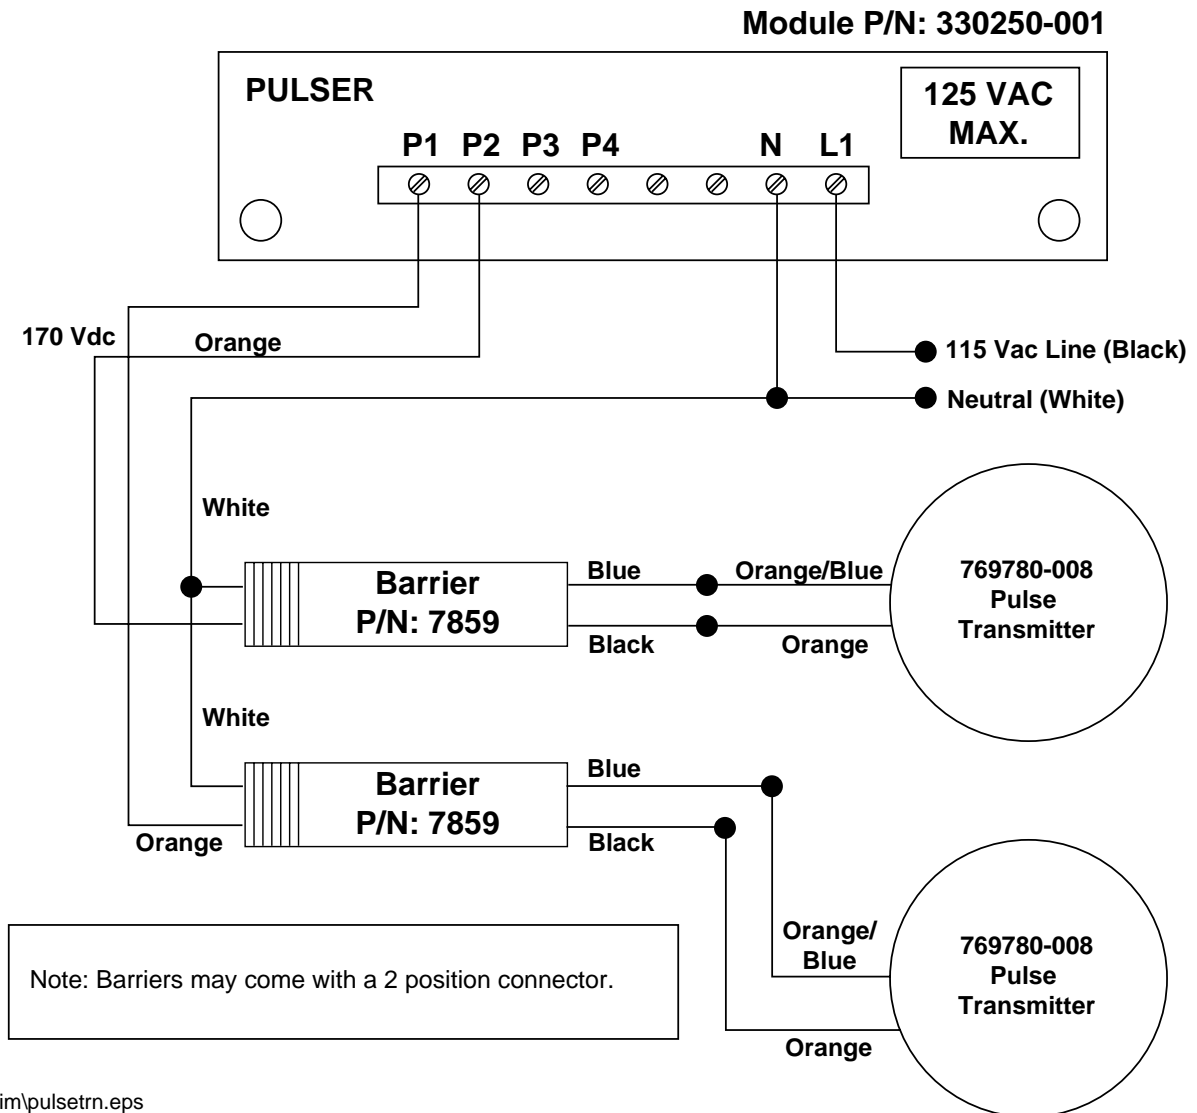 Module P/N: 330250-001
PULSER
125 VAC
MAX.
P1 P2 P3 P4 N L1
170 Vdc
Orange
115 Vac Line (Black)
Neutral (White)
White
Barrier
P/N: 7859
Blue
Orange/Blue
Black
Orange
769780-008
Pulse
Transmitter
White
Barrier
P/N: 7859
Blue
Black
Orange
Orange/
Blue
Orange
769780-008
Pulse
Transmitter
Note: Barriers may come with a 2 position connector.
im\pulsetrn.eps